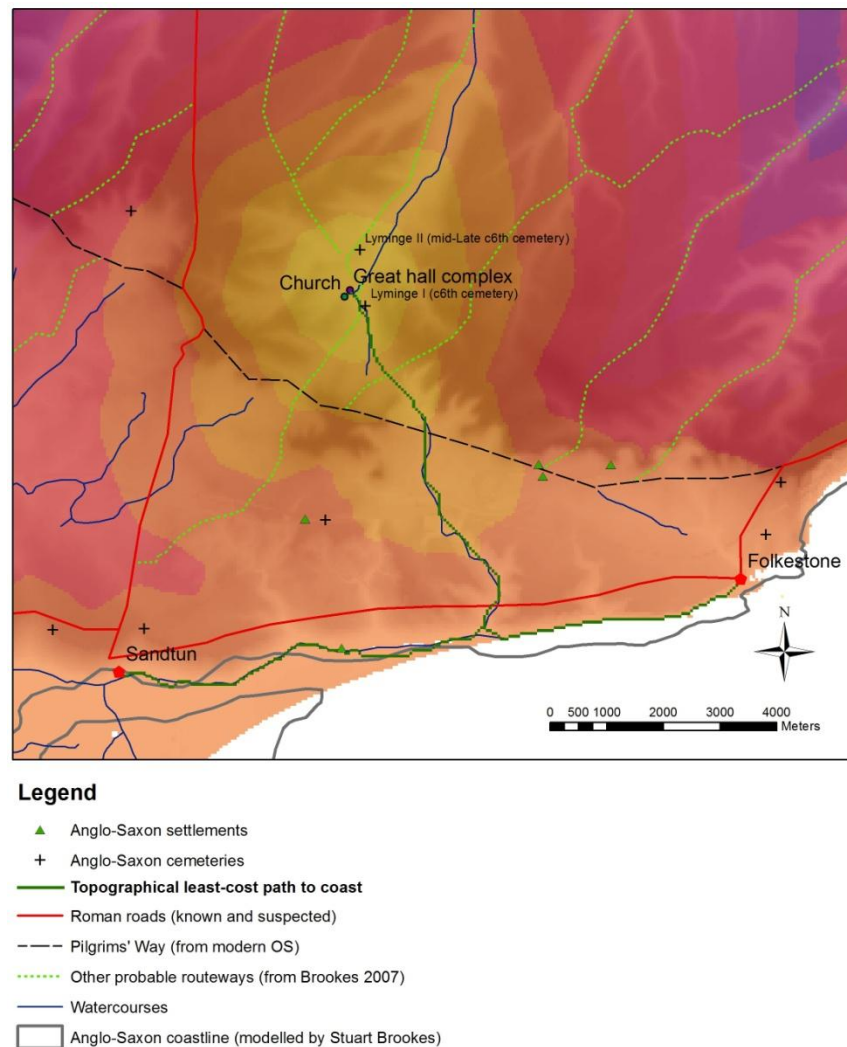 Lyminge II (mid-Late c6th cemetery)
Great hall complex
Church
Lyminge I (c6th cemetery)
Folkestone
Sandtun
N
0 500 1000 2000 3000 4000
Meters
Legend
Anglo-Saxon settlements
Anglo-Saxon cemeteries
Topographical least-cost path to coast
Roman roads (known and suspected)
Pilgrims' Way (from modern OS)
Other probable routeways (from Brookes 2007)
Watercourses
Anglo-Saxon coastline (modelled by Stuart Brookes)